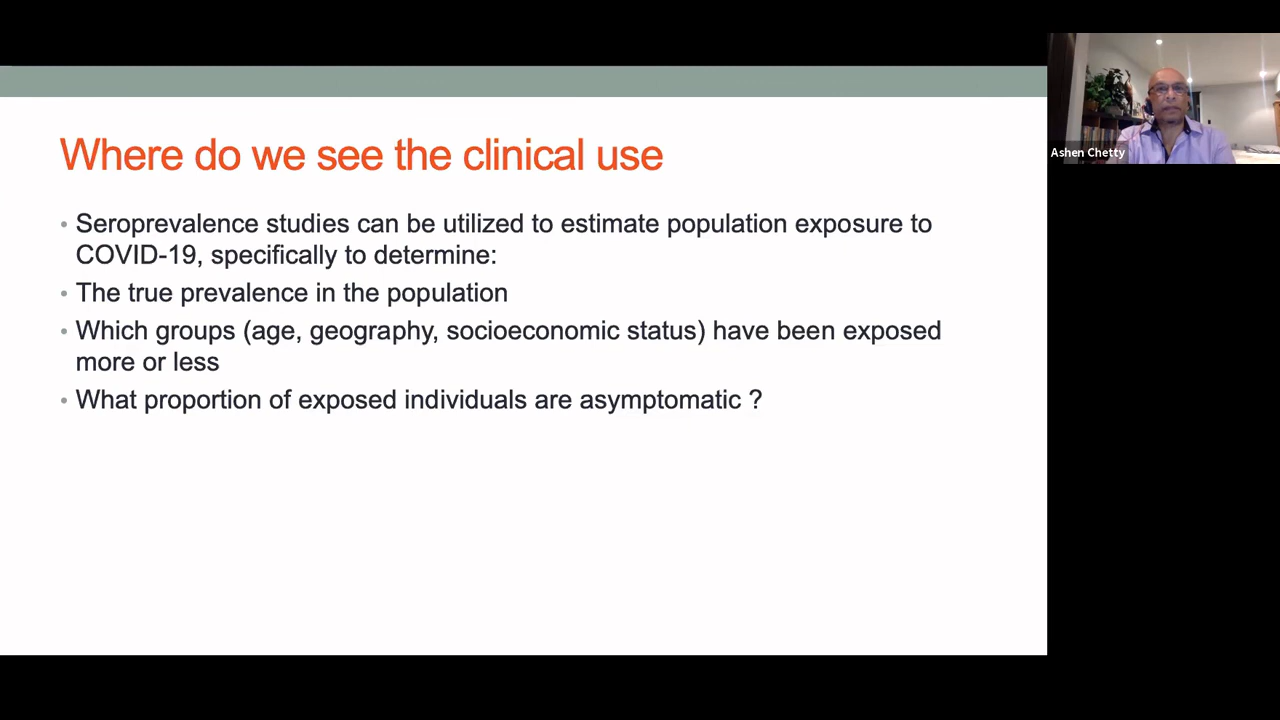 Where do we see the clinical use
• Seroprevalence studies can be utilized to estimate population exposure to
COVID-19, specifically to determine:
• The true prevalence in the population
• Which groups (age, geography, socioeconomic status) have been exposed
more or less
• What proportion of exposed individuals are asymptomatic ?
Ashen Chetty